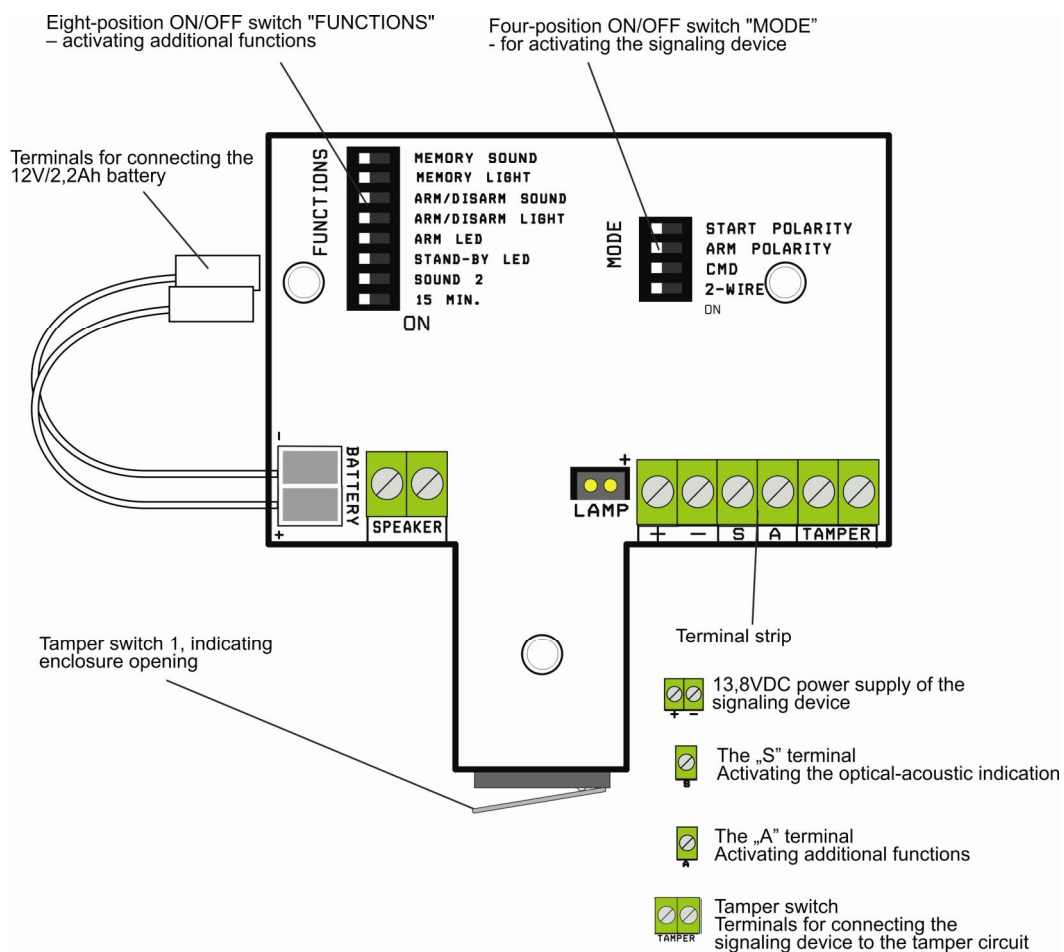 Eight-position ON/OFF switch "FUNCTIONS"
– activating additional functions
Four-position ON/OFF switch "MODE”
- for activating the signaling device
Terminals for connecting the
12V/2,2Ah battery
FUNCTIONS
MEMORY SOUND
MEMORY LIGHT
ARM/DISARM SOUND
ARM/DISARM LIGHT
ARM LED
STAND-BY LED
SOUND 2
15 MIN.
ON
MODE
START POLARITY
ARM POLARITY
CMD
2-WIRE
ON
-
BATTERY
+
SPEAKER
+
LAMP
+ – S A TAMPER
Tamper switch 1, indicating
enclosure opening
Terminal strip
+ –
13,8VDC power supply of the
signaling device
S
The „S” terminal
Activating the optical-acoustic indication
A
The „A” terminal
Activating additional functions
TAMPER
Tamper switch
Terminals for connecting the
signaling device to the tamper circuit